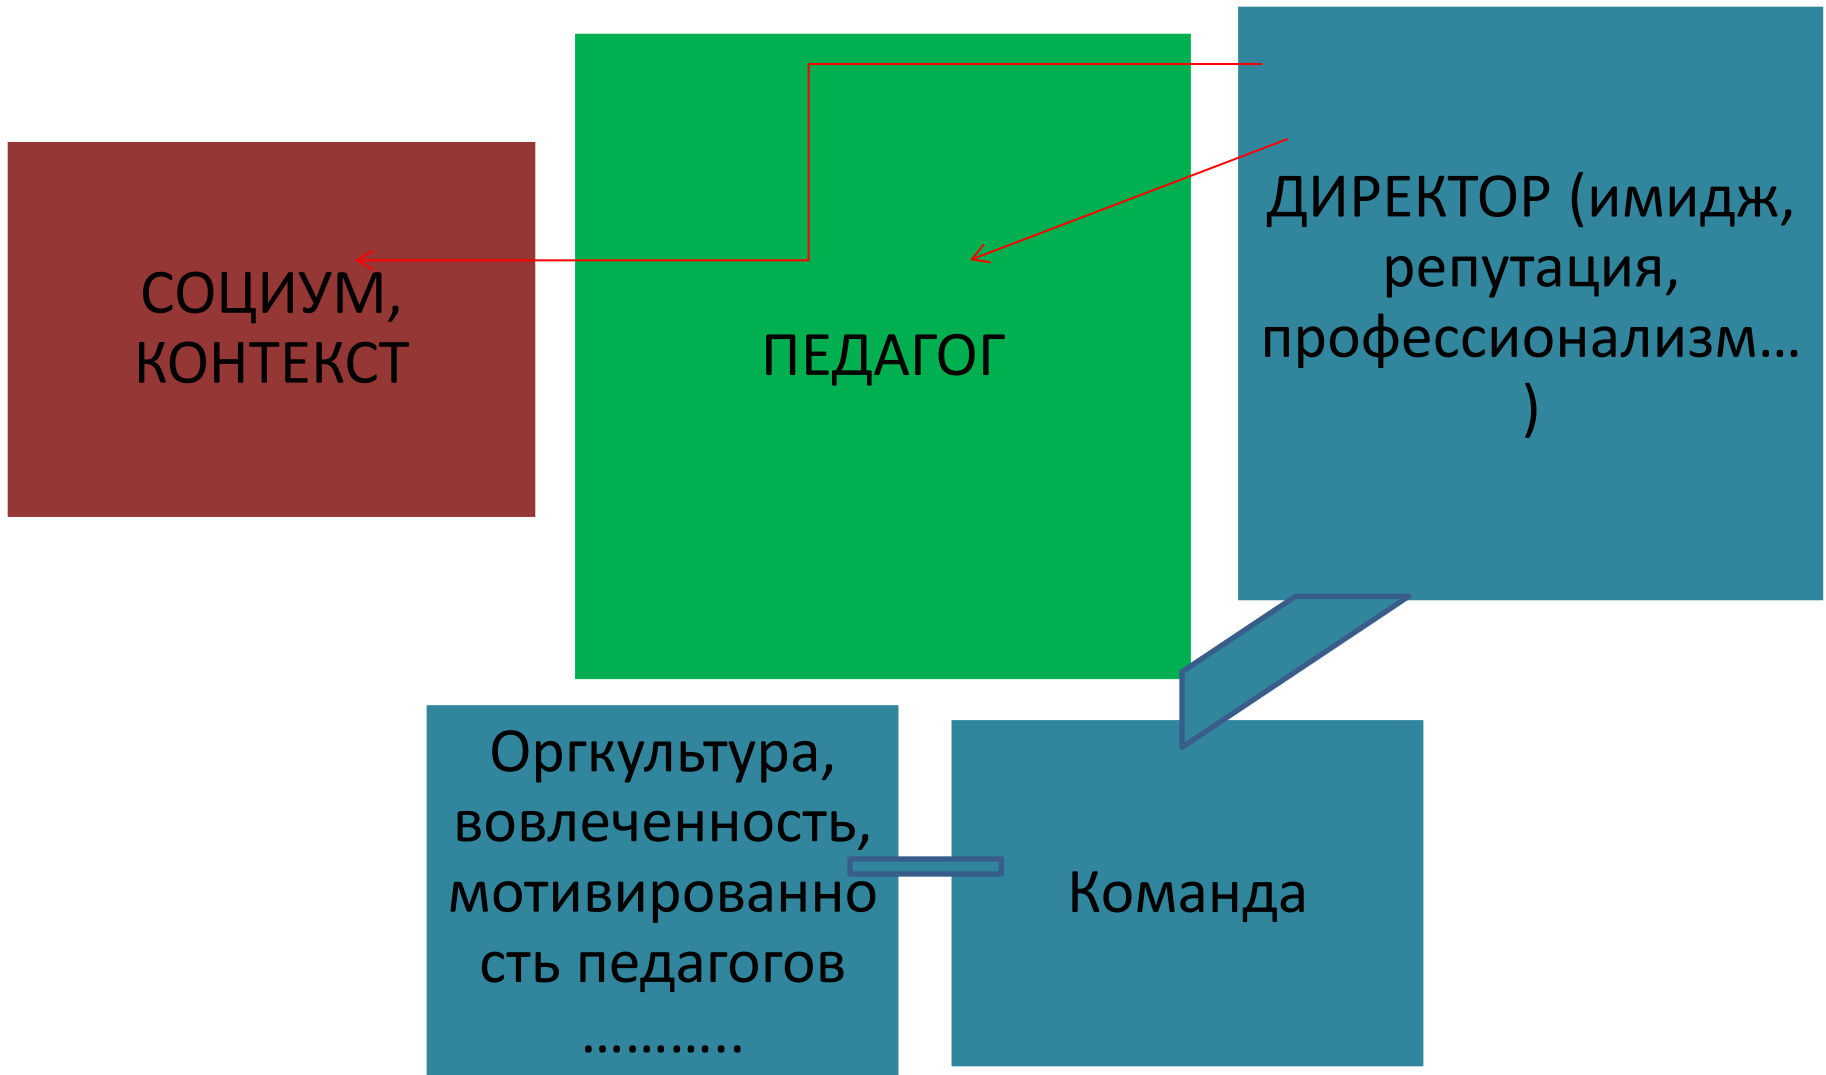 СОЦИУМ,
КОНТЕКСТ
ПЕДАГОГ
ДИРЕКТОР (имидж,
репутация,
профессионализм…
)
Оргкультура,
вовлеченность,
мотивированно
сть педагогов
………..
Команда